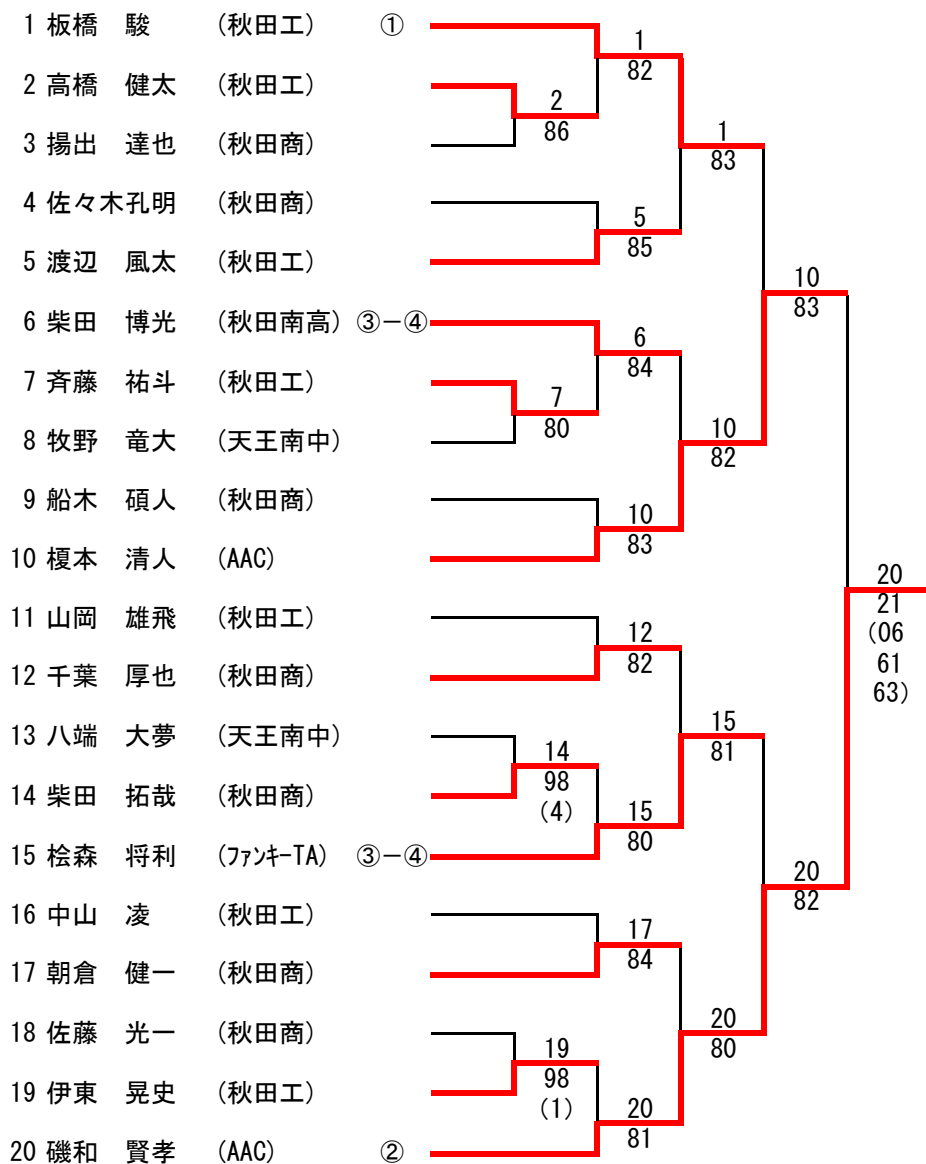 1 板橋　駿　(秋田工)　①
2 高橋　健太　(秋田工)
3 揚出　達也　(秋田商)
4 佐々木孔明　(秋田商)
5 渡辺　風太　(秋田工)
6 柴田　博光　(秋田南高)　③－④
7 斉藤　祐斗　(秋田工)
8 牧野　竜大　(天王南中)
9 船木　碩人　(秋田商)
10 榎本　清人　(AAC)
11 山岡　雄飛　(秋田工)
12 千葉　厚也　(秋田商)
13 八端　大夢　(天王南中)
14 柴田　拓哉　(秋田商)
15 桧森　将利　(ﾌｧﾝｷｰTA)　③－④
16 中山　凌　(秋田工)
17 朝倉　健一　(秋田商)
18 佐藤　光一　(秋田商)
19 伊東　晃史　(秋田工)
20 磯和　賢孝　(AAC)　②
2
86
7
80
14
98
(4)
19
98
(1)
1
82
5
85
6
84
10
83
12
82
15
80
17
84
20
81
1
83
10
82
15
81
20
80
10
83
20
82
20
21
(06
61
63)